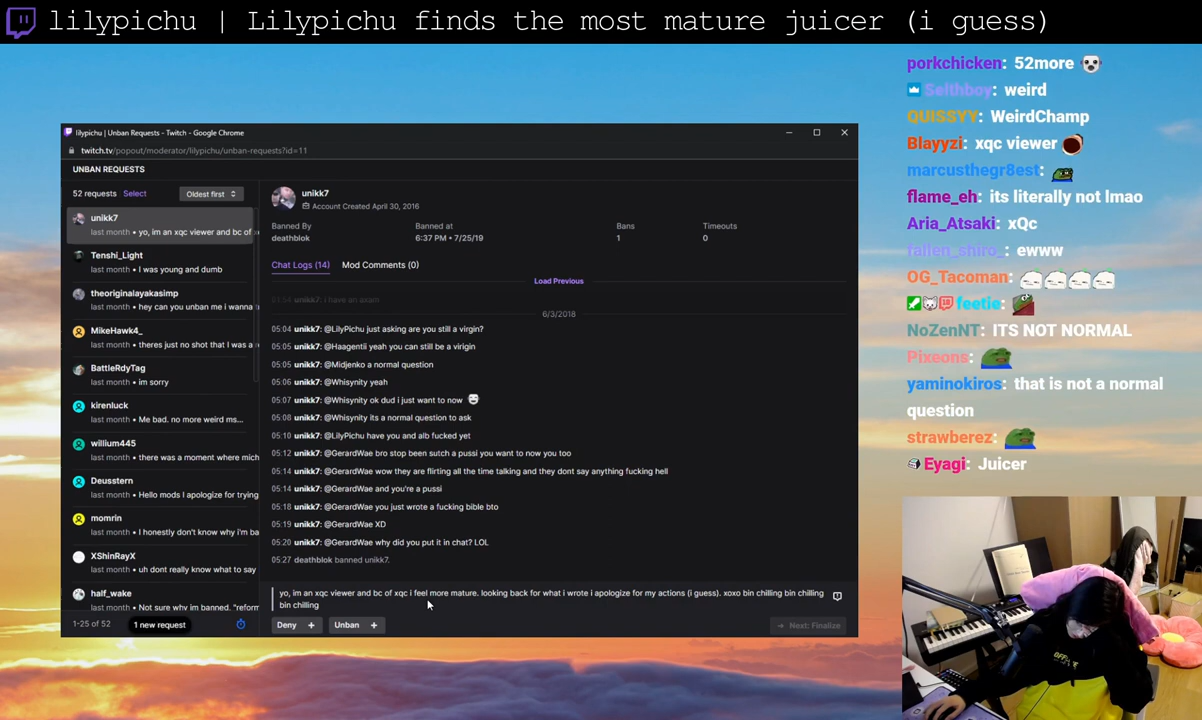 lilypichu | Lilypichu finds the most mature juicer (i guess)
lilypichu | Unban Requests - Twitch - Google Chrome
twitch.tv/popout/moderator/lilypichu/unban-requests?id=11
UNBAN REQUESTS
52 requests Select Oldest first
unikk7
last month • yo, im an xqc viewer and bc of
Tenshi_Light
last month • I was young and dumb
theoriginalayakasimp
last month • hey can you unban me i wanna t
MikeHawk4_
last month • theres just no shot that I was a r
BattleRdyTag
last month • im sorry
kirenluck
last month • Me bad. no more weird ms...
willium445
last month • there was a moment where mich
Deusstern
last month • Hello mods I apologize for trying
momrin
last month • I honestly don't know why i'm ba
XShinRayX
last month • uh dont really know what to say
half_wake
last month • Not sure why im banned. "reform
1-25 of 52 1 new request
unikk7
Account Created April 30, 2016
Banned By Banned at Bans Timeouts
deathblok 6:37 PM • 7/25/19 1 0
Chat Logs (14) Mod Comments (0)
Load Previous
01:54 unikk7: i have an axam
6/3/2018
05:04 unikk7: @LilyPichu just asking are you still a virgin?
05:05 unikk7: @Haagentii yeah you can still be a virigin
05:05 unikk7: @Midjenko a normal question
05:06 unikk7: @Whisynity yeah
05:07 unikk7: @Whisynity ok dud i just want to now
05:08 unikk7: @Whisynity its a normal question to ask
05:10 unikk7: @LilyPichu have you and alb fucked yet
05:12 unikk7: @GerardWae bro stop been sutch a pussi you want to now you too
05:14 unikk7: @GerardWae wow they are flirting all the time talking and they dont say anything fucking hell
05:14 unikk7: @GerardWae and you're a pussi
05:18 unikk7: @GerardWae you just wrote a fucking bible bto
05:19 unikk7: @GerardWae XD
05:20 unikk7: @GerardWae why did you put it in chat? LOL
05:27 deathblok banned unikk7.
yo, im an xqc viewer and bc of xqc i feel more mature. looking back for what i wrote i apologize for my actions (i guess). xoxo bin chilling bin chilling
bin chilling
Deny + Unban + Next: Finalize
porkchicken: 52more
Selthboy: weird
QUISSYY: WeirdChamp
Blayyzi: xqc viewer
marcusthegr8est:
flame_eh: its literally not lmao
Aria_Atsaki: xQc
fallen_shiro_: ewww
OG_Tacoman:
feetie:
NoZenNT: ITS NOT NORMAL
Pixeons:
yaminokiros: that is not a normal
question
strawberez:
Eyagi: Juicer